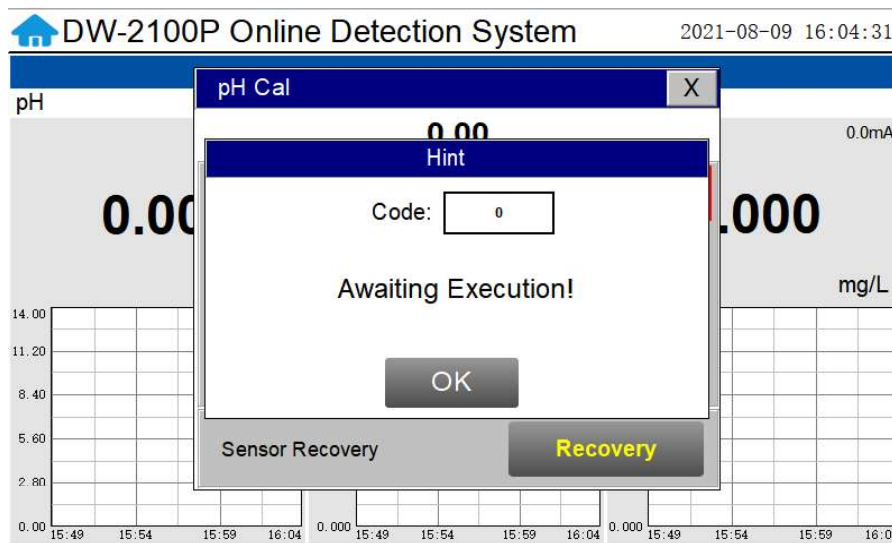 DW-2100P Online Detection System 2021-08-09 16:04:31
pH Cal X
pH
0.00
0.0mA
Hint
Code: 0
0.00 .000
Awaiting Execution!
mg/L
OK
Sensor Recovery Recovery
14.00
11.20
8.40
5.60
2.80
0.00 0.000 0.000
15:49 15:54 15:59 16:04 15:49 15:54 15:59 16:04 15:49 15:54 15:59 16:0